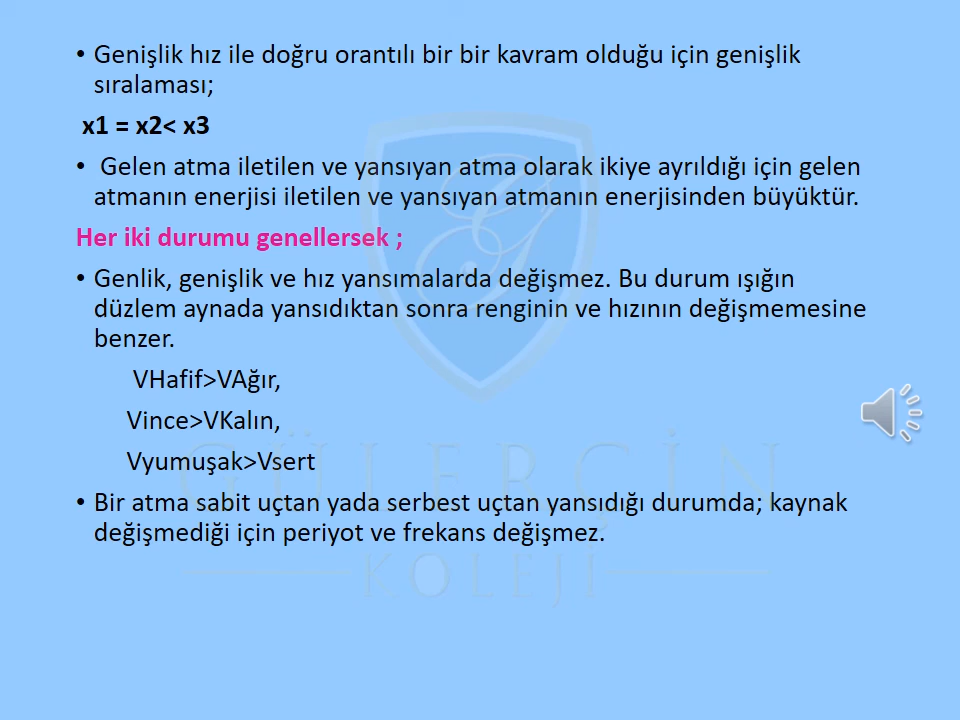 • Genişlik hız ile doğru orantılı bir bir kavram olduğu için genişlik
sıralaması;
x1 = x2< x3
• Gelen atma iletilen ve yansıyan atma olarak ikiye ayrıldığı için gelen
atmanın enerjisi iletilen ve yansıyan atmanın enerjisinden büyüktür.
Her iki durumu genellersek ;
• Genlik, genişlik ve hız yansımalarda değişmez. Bu durum ışığın
düzlem aynada yansıdıktan sonra renginin ve hızının değişmemesine
benzer.
VHafif>VAğır,
Vince>VKalın,
Vyumuşak>Vsert
• Bir atma sabit uçtan yada serbest uçtan yansıdığı durumda; kaynak
değişmediği için periyot ve frekans değişmez.
GÜLERÇİN
KOLEJİ